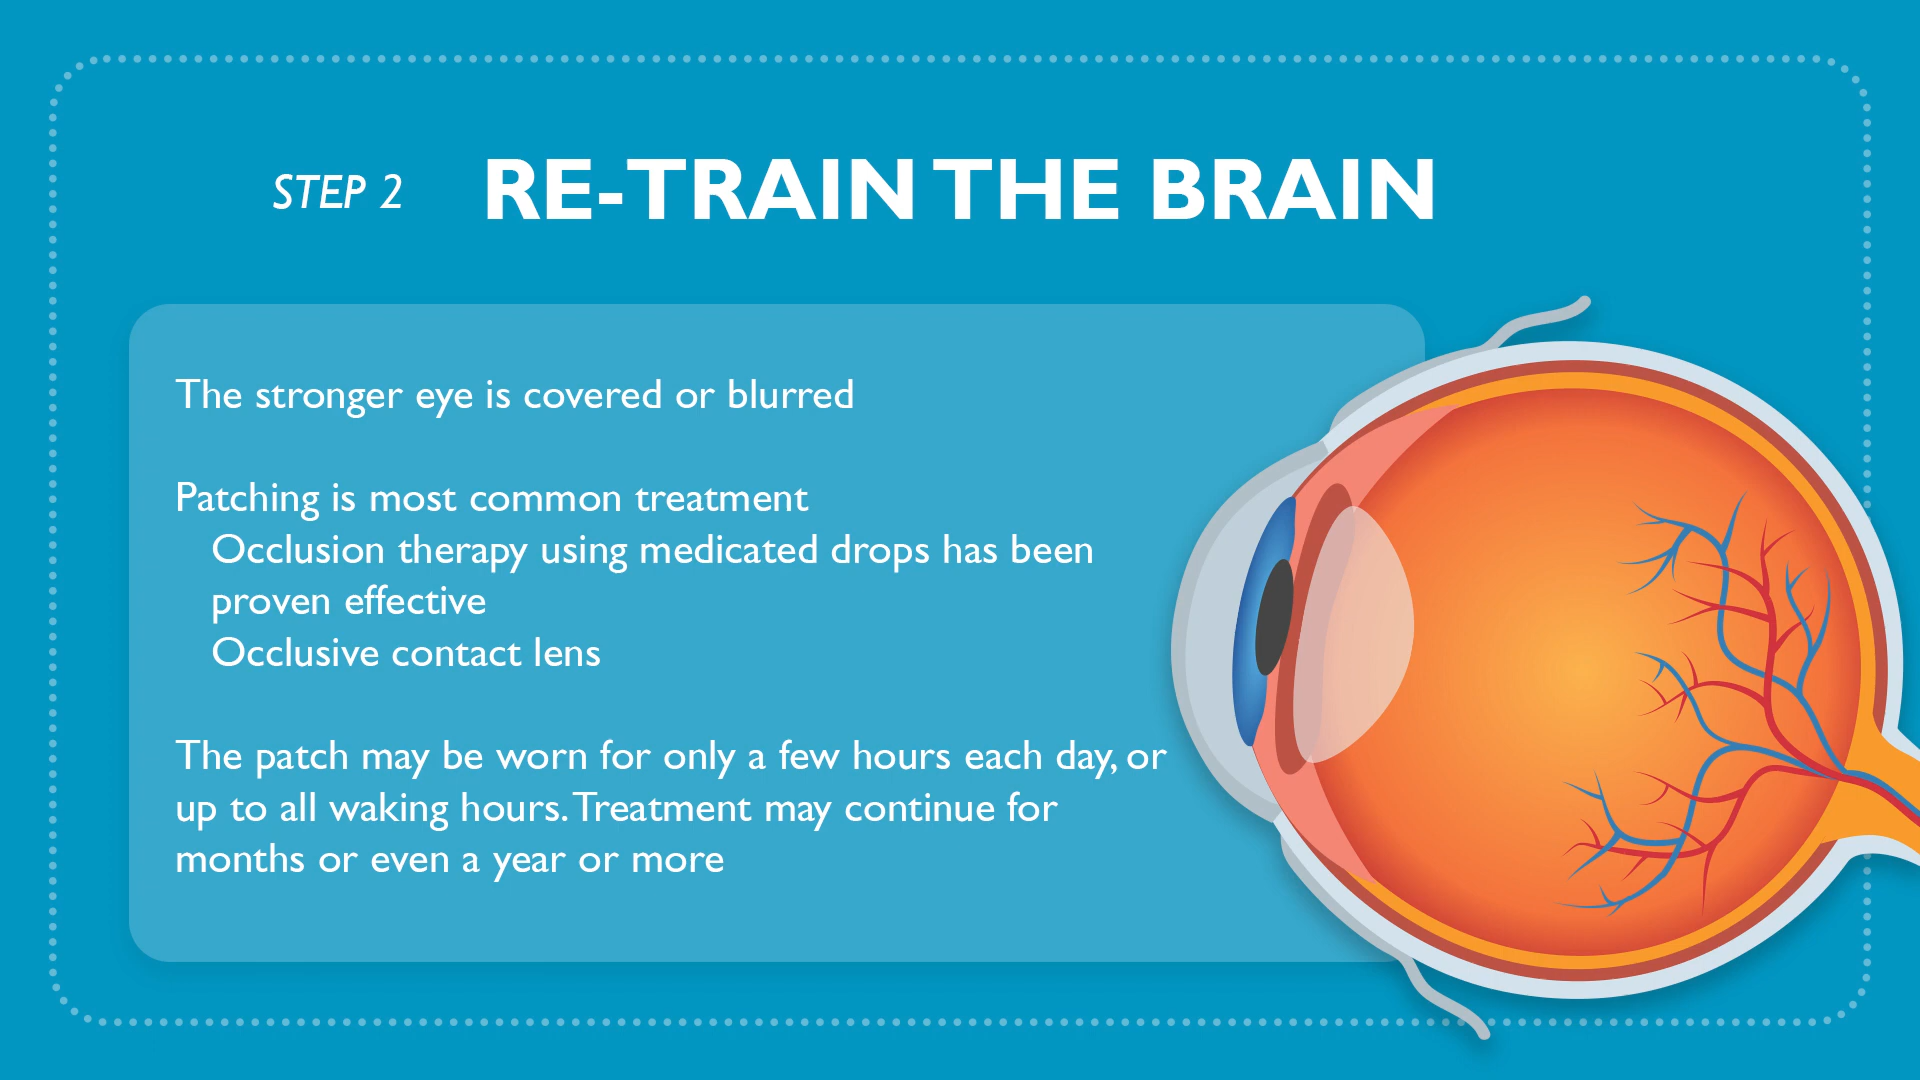 STEP 2 RE-TRAIN THE BRAIN
The stronger eye is covered or blurred
Patching is most common treatment
Occlusion therapy using medicated drops has been
proven effective
Occlusive contact lens
The patch may be worn for only a few hours each day, or
up to all waking hours. Treatment may continue for
months or even a year or more